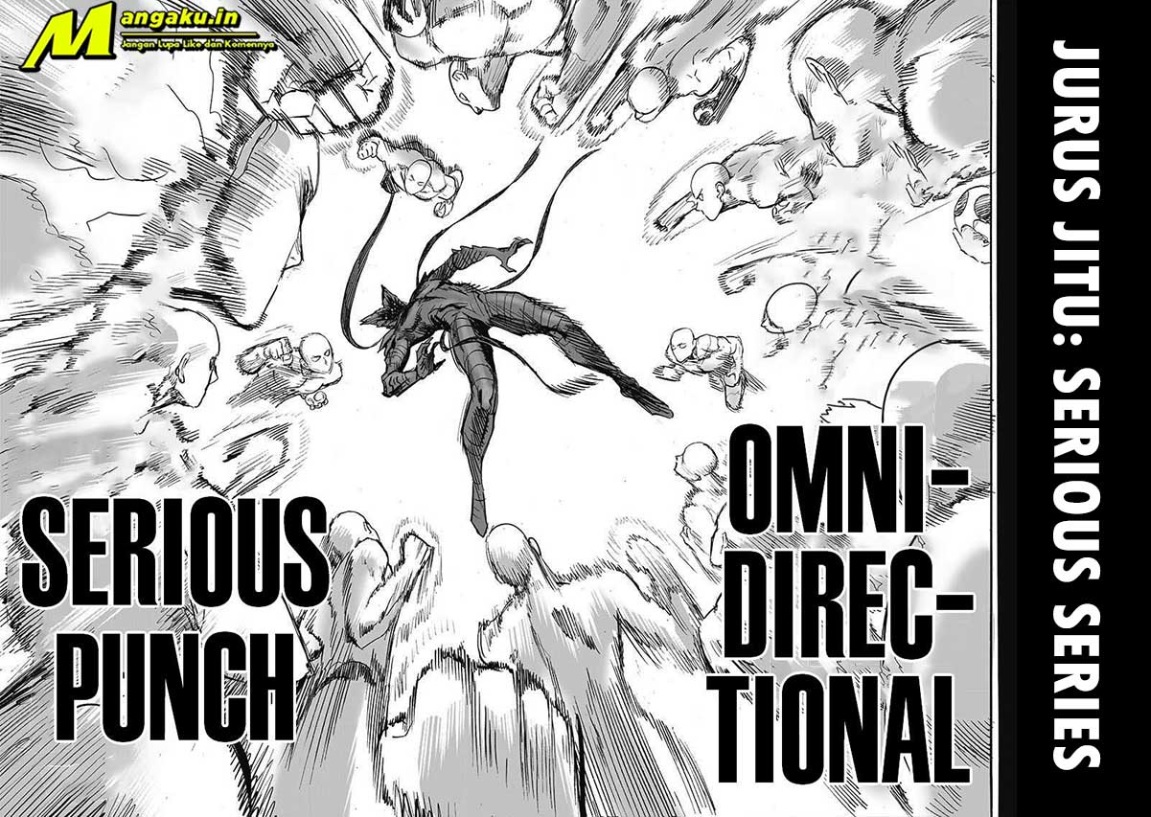 Mangaku.in
Jangan Lupa Like dan Komennya
JURUS JITU: SERIOUS SERIES
OMNI-
DIREC-
TIONAL
SERIOUS
PUNCH